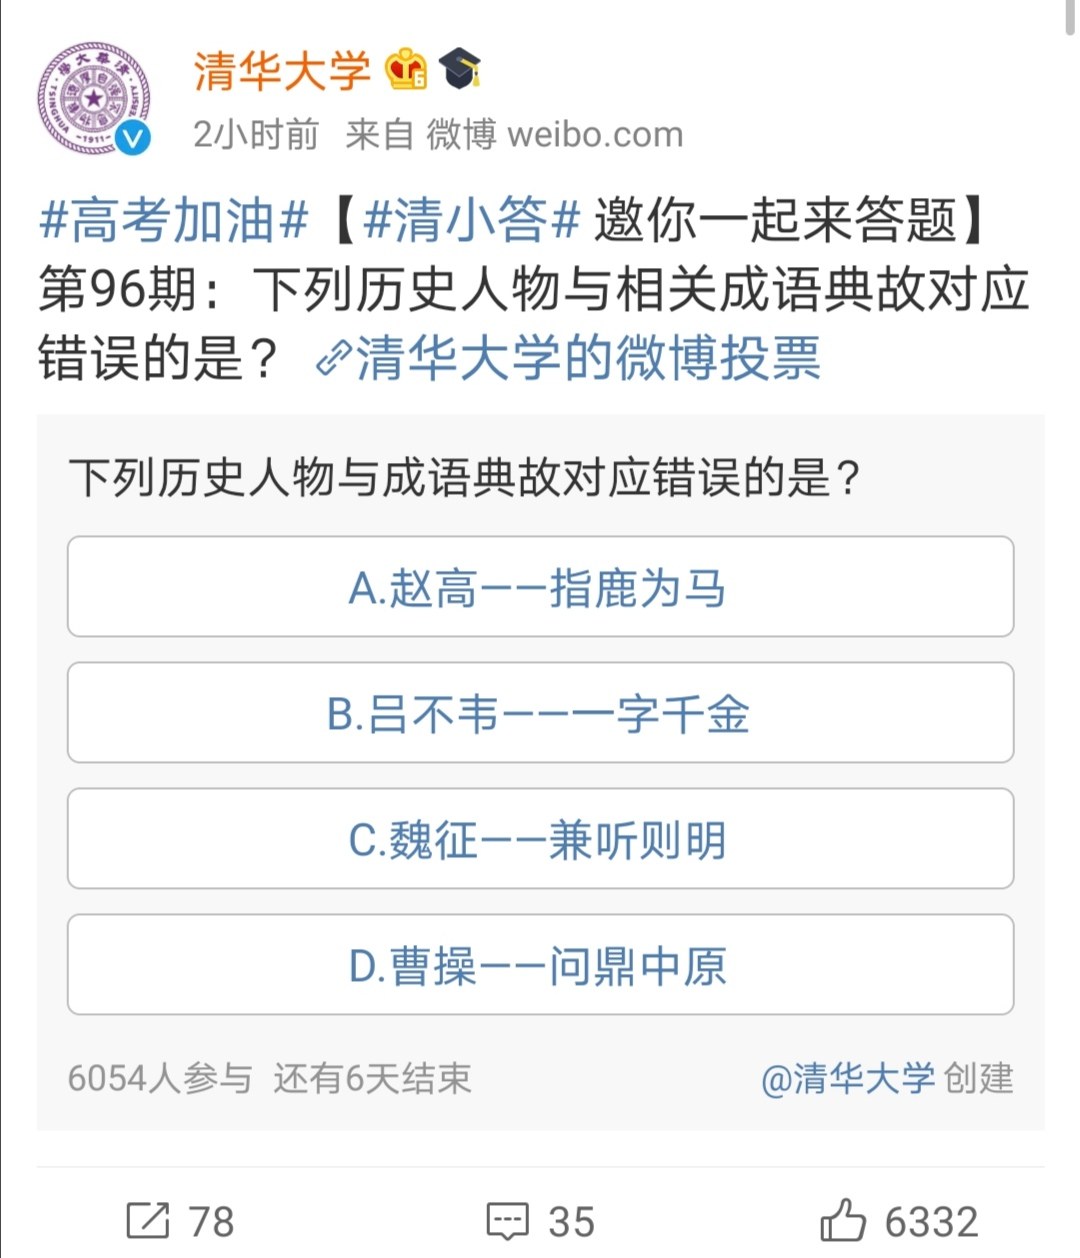 清华大学
2小时前 来自 微博 weibo.com
#高考加油#【#清小答# 邀你一起来答题】
第96期：下列历史人物与相关成语典故对应
错误的是？ 清华大学的微博投票
下列历史人物与成语典故对应错误的是？
A.赵高——指鹿为马
B.吕不韦——一字千金
C.魏征——兼听则明
D.曹操——问鼎中原
6054人参与 还有6天结束 @清华大学 创建
78 35 6332